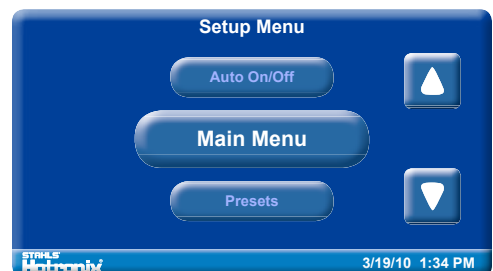 Setup Menu
Auto On/Off
Main Menu
Presets
STAHLS'
Hotronix
3/19/10 1:34 PM